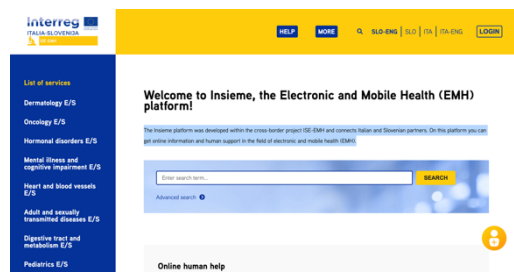 Interreg
ITALIA-SLOVENIJA
ISE-EMH
HELP
MORE
SLO-ENG | SLO | ITA | ITA-ENG
LOGIN
List of services
Dermatology E/S
Oncology E/S
Hormonal disorders E/S
Mental illness and
cognitive impairment E/S
Heart and blood vessels
E/S
Adult and sexually
transmitted diseases E/S
Digestive tract and
metabolism E/S
Pediatrics E/S
Welcome to Insieme, the Electronic and Mobile Health (EMH)
platform!
The Insieme platform was developed within the cross-border project ISE-EMH and connects Italian and Slovenian partners. On this platform you can
get online information and human support in the field of electronic and mobile health (EMH).
Enter search term...
SEARCH
Advanced search
Online human help